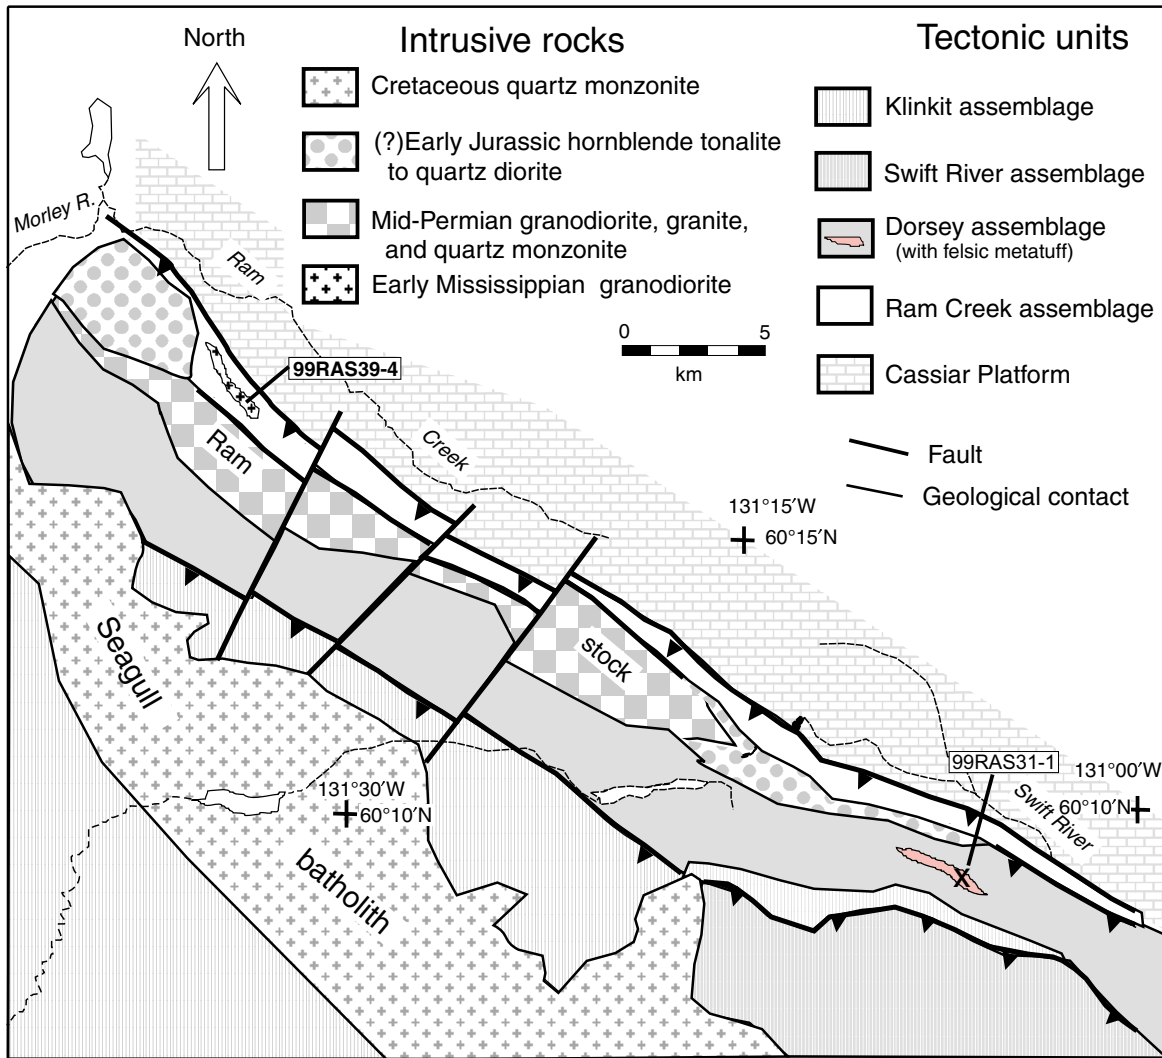 North
Intrusive rocks
Cretaceous quartz monzonite
(?)Early Jurassic hornblende tonalite
to quartz diorite
Mid-Permian granodiorite, granite,
and quartz monzonite
Early Mississippian granodiorite
Tectonic units
Klinkit assemblage
Swift River assemblage
Dorsey assemblage
(with felsic metatuff)
Ram Creek assemblage
Cassiar Platform
Fault
Geological contact
0 5
km
Morley R.
Ram
Creek
99RAS39-4
Ram
stock
131°15′W
60°15′N
Seagull
batholith
131°30′W
60°10′N
99RAS31-1
131°00′W
60°10′N
Swift River
X